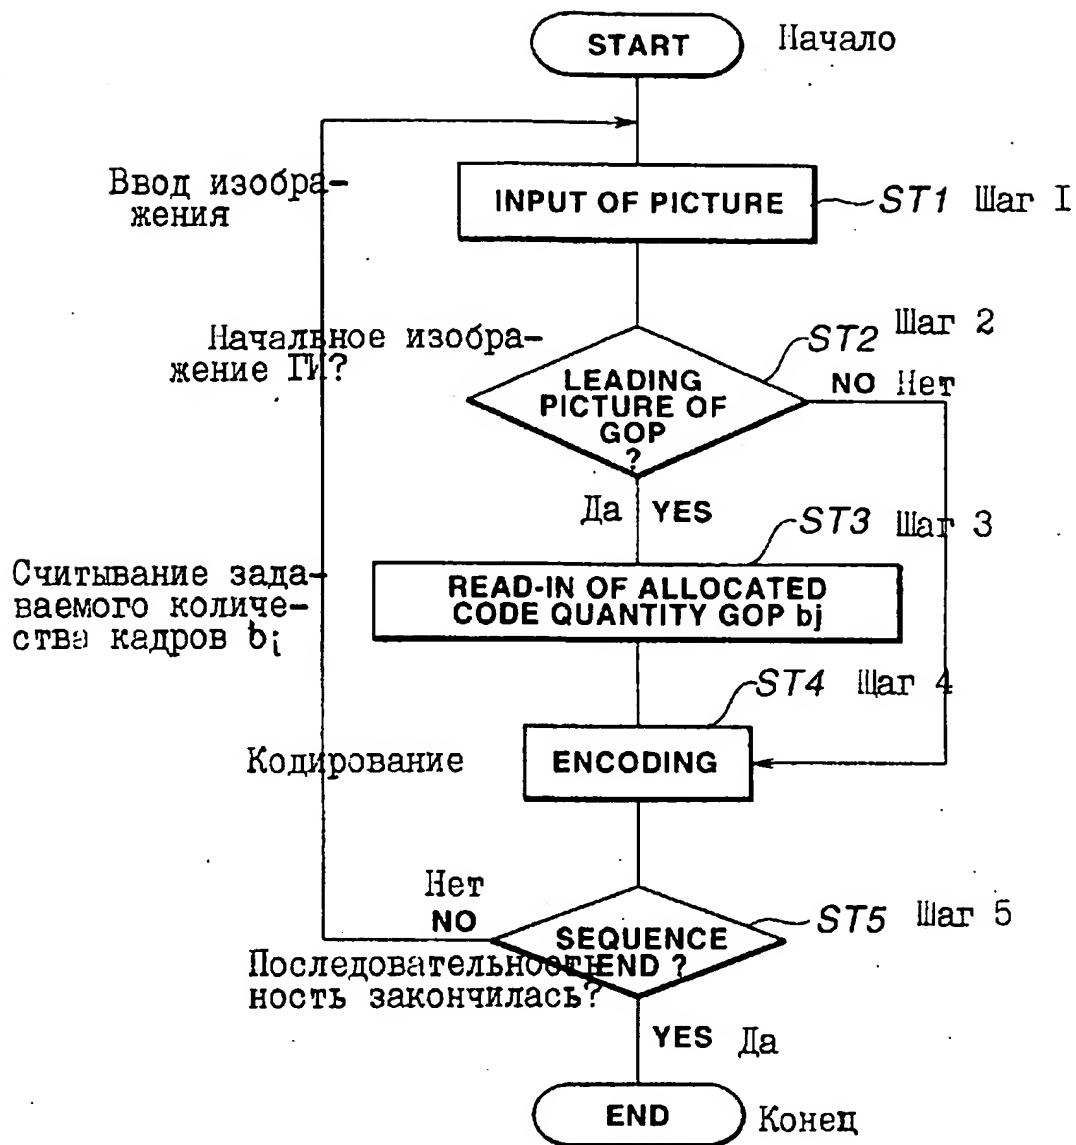 START Начало
Ввод изобра-
жения
INPUT OF PICTURE
ST1 Шаг I
Начальное изобра-
жение ГИ?
LEADING
PICTURE OF
GOP
?
ST2 Шаг 2
NO Нет
Да YES
ST3 Шаг 3
Считывание зада-
ваемого количе-
ства кадров bi
READ-IN OF ALLOCATED
CODE QUANTITY GOP bj
ST4 Шаг 4
Кодирование
ENCODING
Нет
NO
SEQUENCE
END ?
ST5 Шаг 5
Последовательность
ность закончилась?
YES Да
END Конец